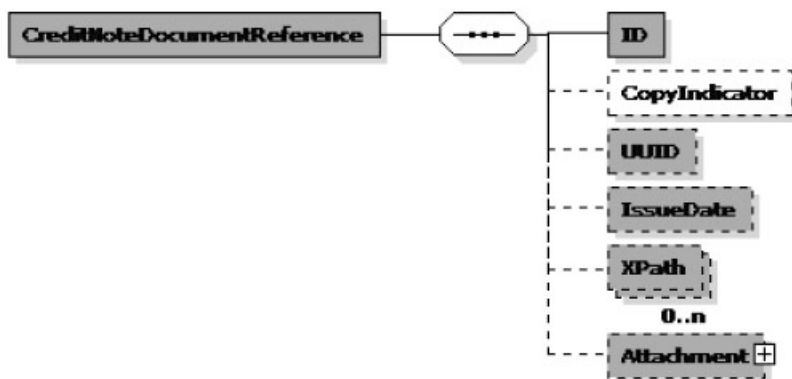 CreditNoteDocumentReference
ID
CopyIndicator
UUID
IssueDate
XPath
0..n
Attachment